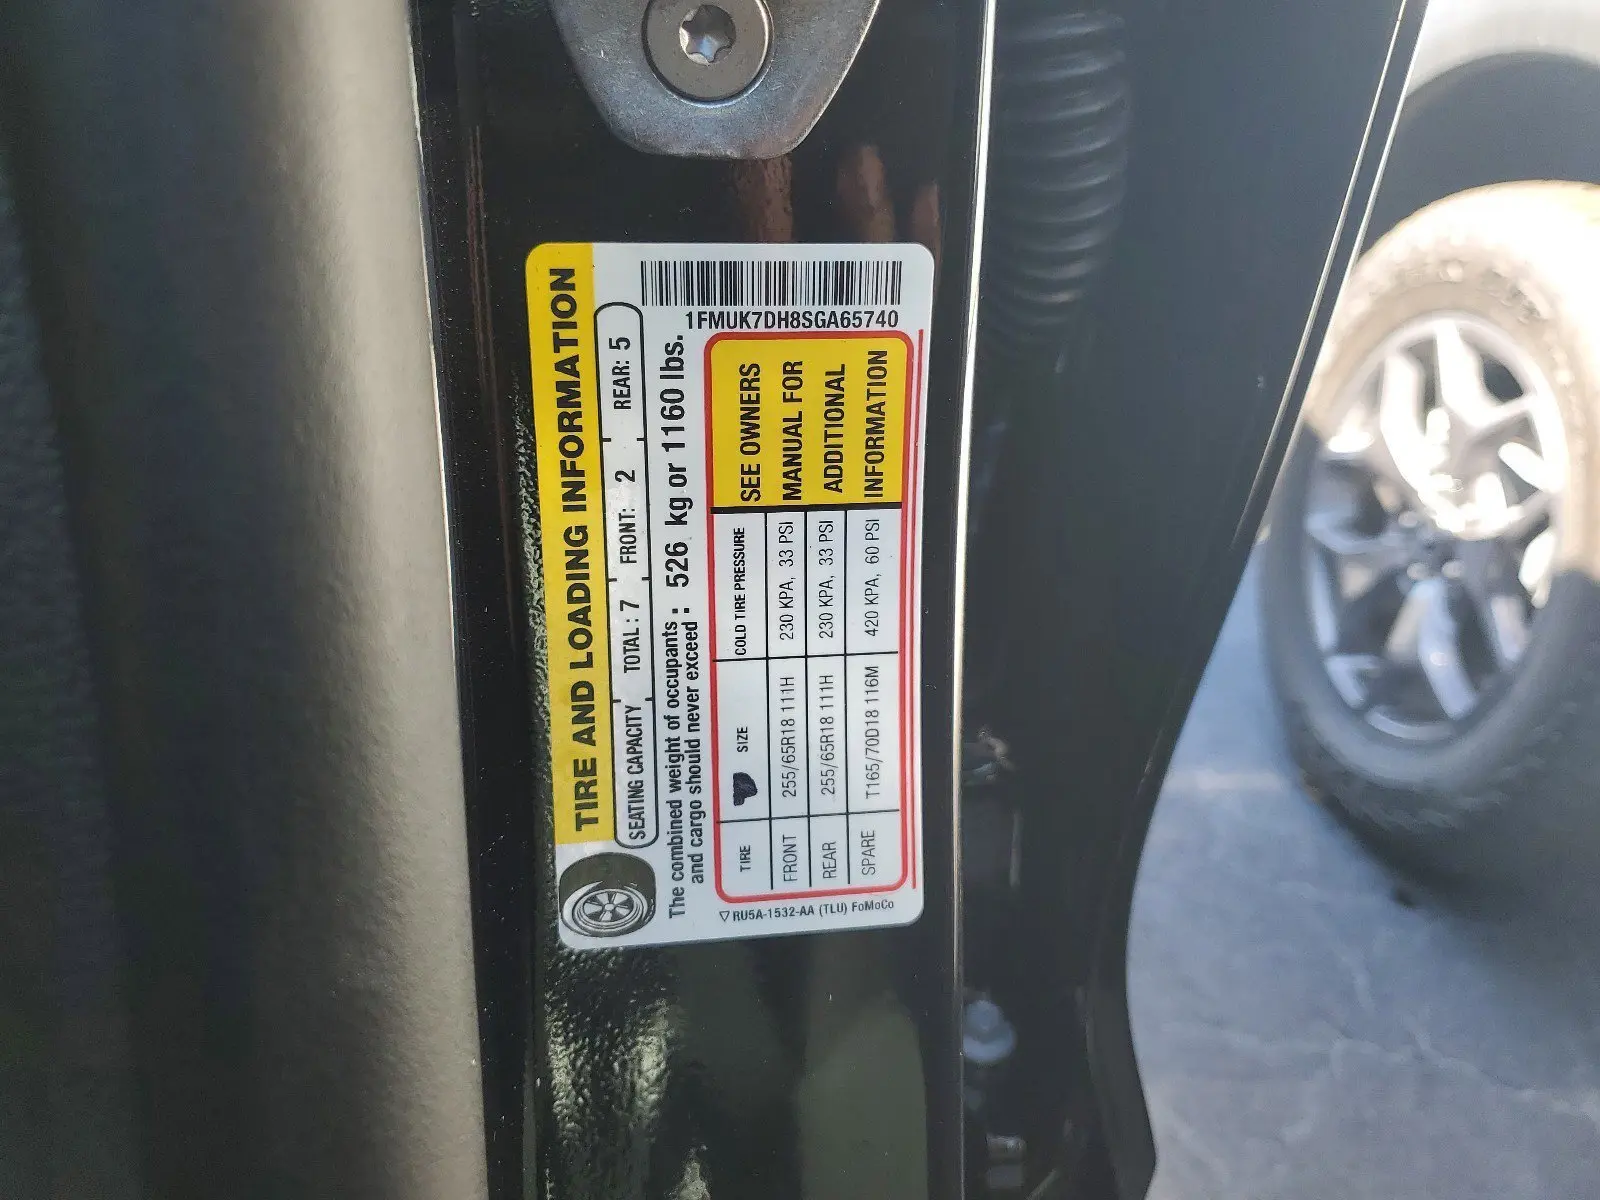 TIRE AND LOADING INFORMATION
SEATING CAPACITY TOTAL: 7 FRONT: 2 REAR: 5
The combined weight of occupants and cargo should never exceed : 526 kg or 1160 lbs.
1FMUK7DH8SGA65740
TIRE SIZE COLD TIRE PRESSURE
FRONT 255/65R18 111H 230 KPA, 33 PSI
REAR 255/65R18 111H 230 KPA, 33 PSI
SPARE T165/70D18 116M 420 KPA, 60 PSI
SEE OWNERS
MANUAL FOR
ADDITIONAL
INFORMATION
RU5A-1532-AA (TLU) FoMoCo